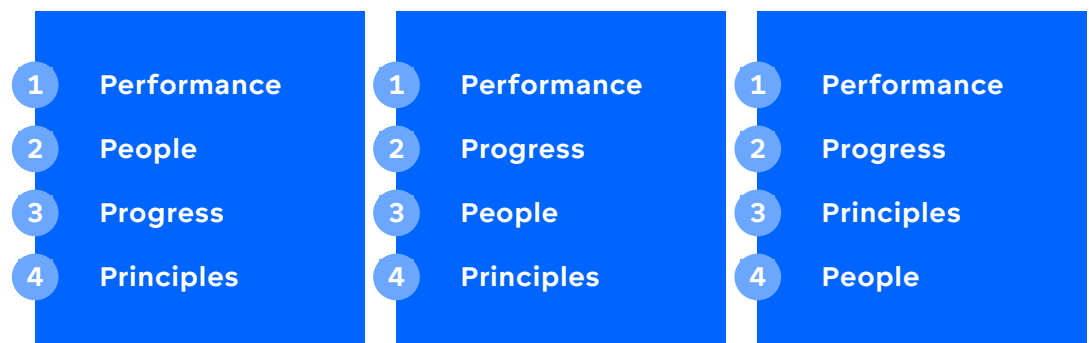 1 Performance
2 People
3 Progress
4 Principles
1 Performance
2 Progress
3 People
4 Principles
1 Performance
2 Progress
3 Principles
4 People